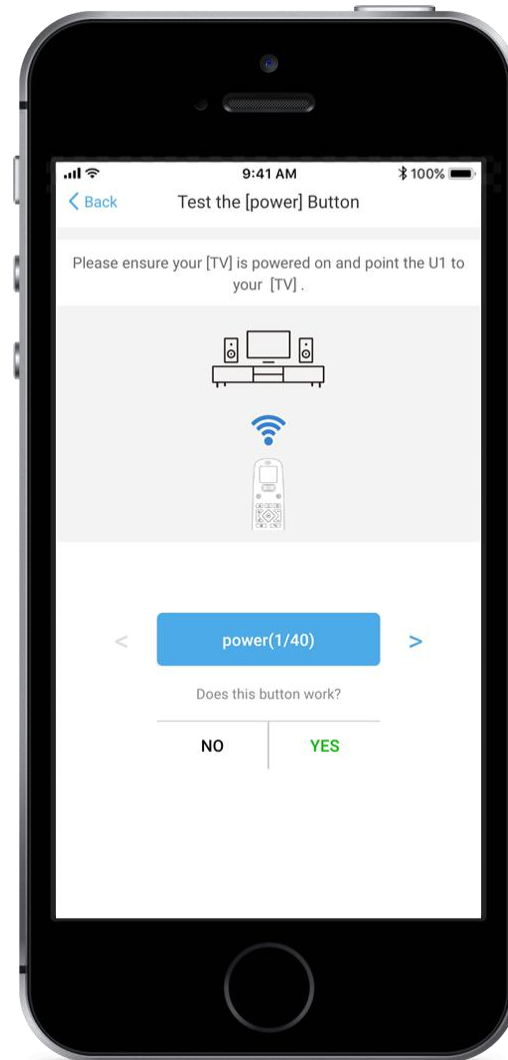 9:41 AM
100%
Back
Test the [power] Button
Please ensure your [TV] is powered on and point the U1 to
your [TV] .
< power(1/40) >
Does this button work?
NO YES